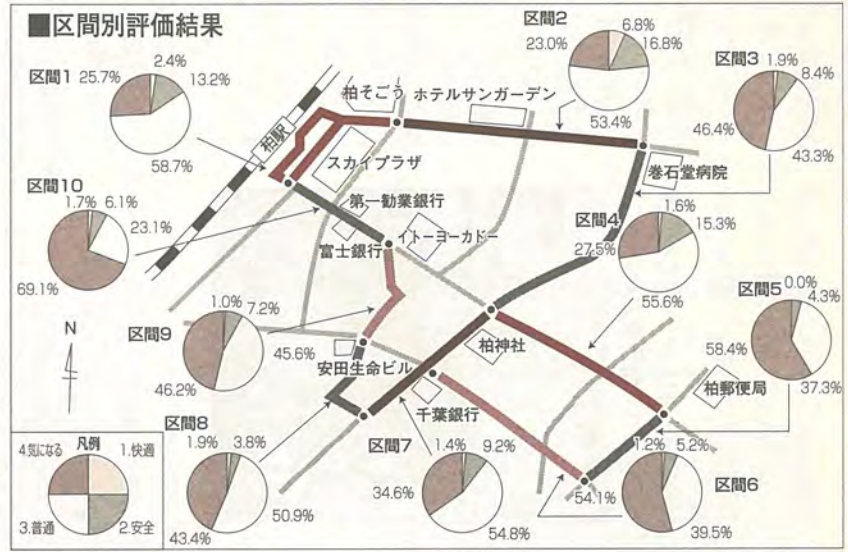 ■区間別評価結果
区間1
25.7%
2.4%
13.2%
58.7%
区間2
23.0%
6.8%
16.8%
53.4%
区間3
1.9%
8.4%
46.4%
43.3%
柏駅
柏そごう
ホテルサンガーデン
スカイプラザ
巻石堂病院
区間10
1.7%
6.1%
23.1%
69.1%
第一勧業銀行
富士銀行
イトーヨーカドー
区間4
1.6%
15.3%
27.5%
55.6%
区間5
0.0%
4.3%
58.4%
37.3%
N
区間9
1.0%
7.2%
45.6%
46.2%
安田生命ビル
柏神社
千葉銀行
柏郵便局
区間8
1.9%
3.8%
50.9%
43.4%
区間7
1.4%
9.2%
34.6%
54.8%
区間6
1.2%
5.2%
54.1%
39.5%
凡例
4.気になる
1.快適
3.普通
2.安全